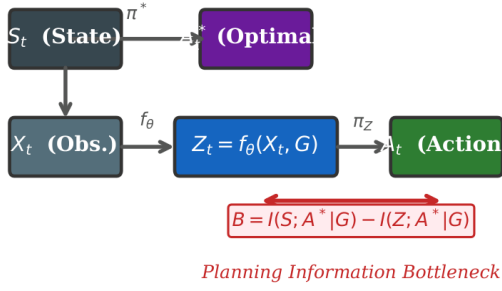 π*
S_t (State)
A* (Optimal
f_θ
π_Z
X_t (Obs.)
Z_t = f_θ(X_t, G)
A_t (Action
B = I(S; A*|G) − I(Z; A*|G)
Planning Information Bottleneck